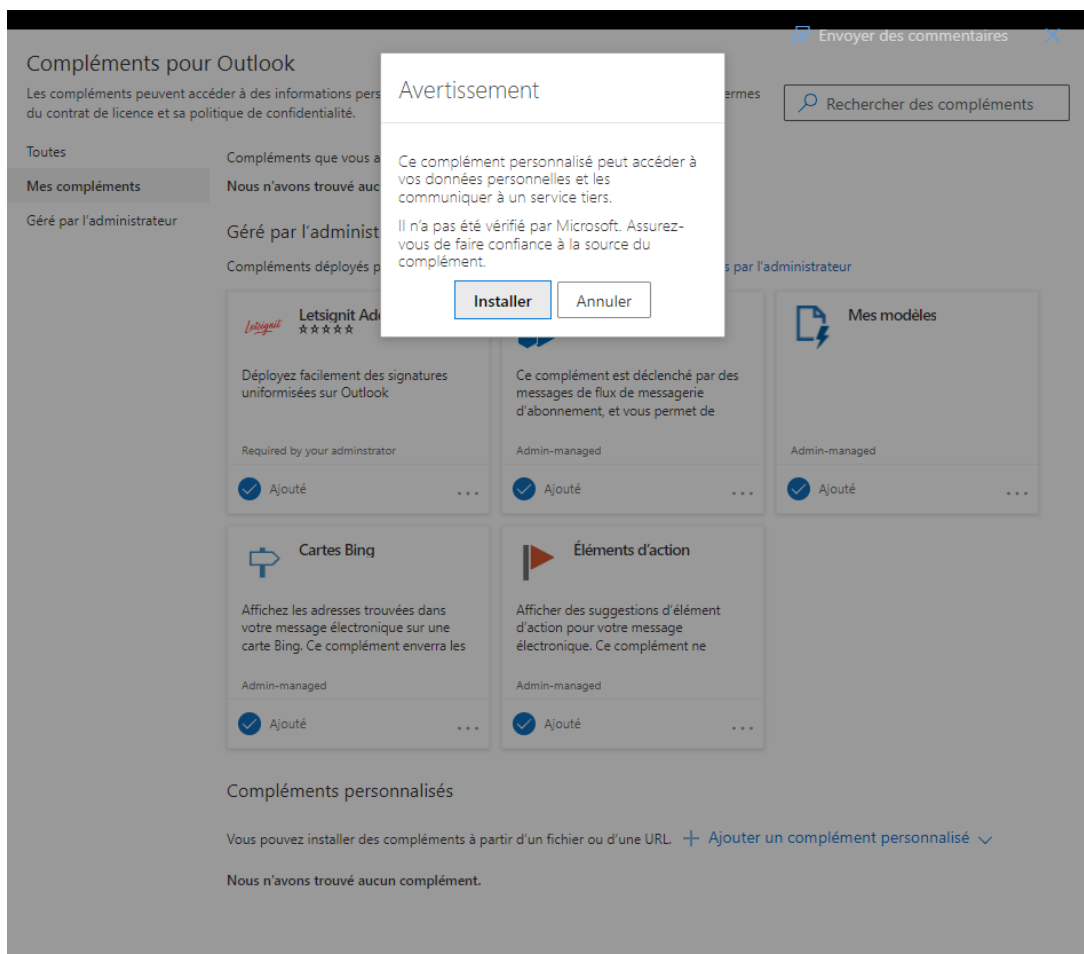 Envoyer des commentaires
Compléments pour Outlook
Les compléments peuvent accéder à des informations pers
ermes
du contrat de licence et sa politique de confidentialité.
Rechercher des compléments
Avertissement
Ce complément personnalisé peut accéder à
vos données personnelles et les
communiquer à un service tiers.
Il n’a pas été vérifié par Microsoft. Assurez-
vous de faire confiance à la source du
complément.
Installer
Annuler
Toutes
Mes compléments
Géré par l’administrateur
Compléments que vous a
Nous n’avons trouvé auc
Géré par l’administ
Compléments déployés p
s par l’administrateur
Letsignit
Letsignit Ad
Déployez facilement des signatures
uniformisées sur Outlook
Required by your adminstrator
Ajouté
Ce complément est déclenché par des
messages de flux de messagerie
d’abonnement, et vous permet de
Admin-managed
Ajouté
Mes modèles
Admin-managed
Ajouté
Cartes Bing
Affichez les adresses trouvées dans
votre message électronique sur une
carte Bing. Ce complément enverra les
Admin-managed
Ajouté
Éléments d’action
Afficher des suggestions d’élément
d’action pour votre message
électronique. Ce complément ne
Admin-managed
Ajouté
Compléments personnalisés
Vous pouvez installer des compléments à partir d’un fichier ou d’une URL. + Ajouter un complément personnalisé
Nous n’avons trouvé aucun complément.